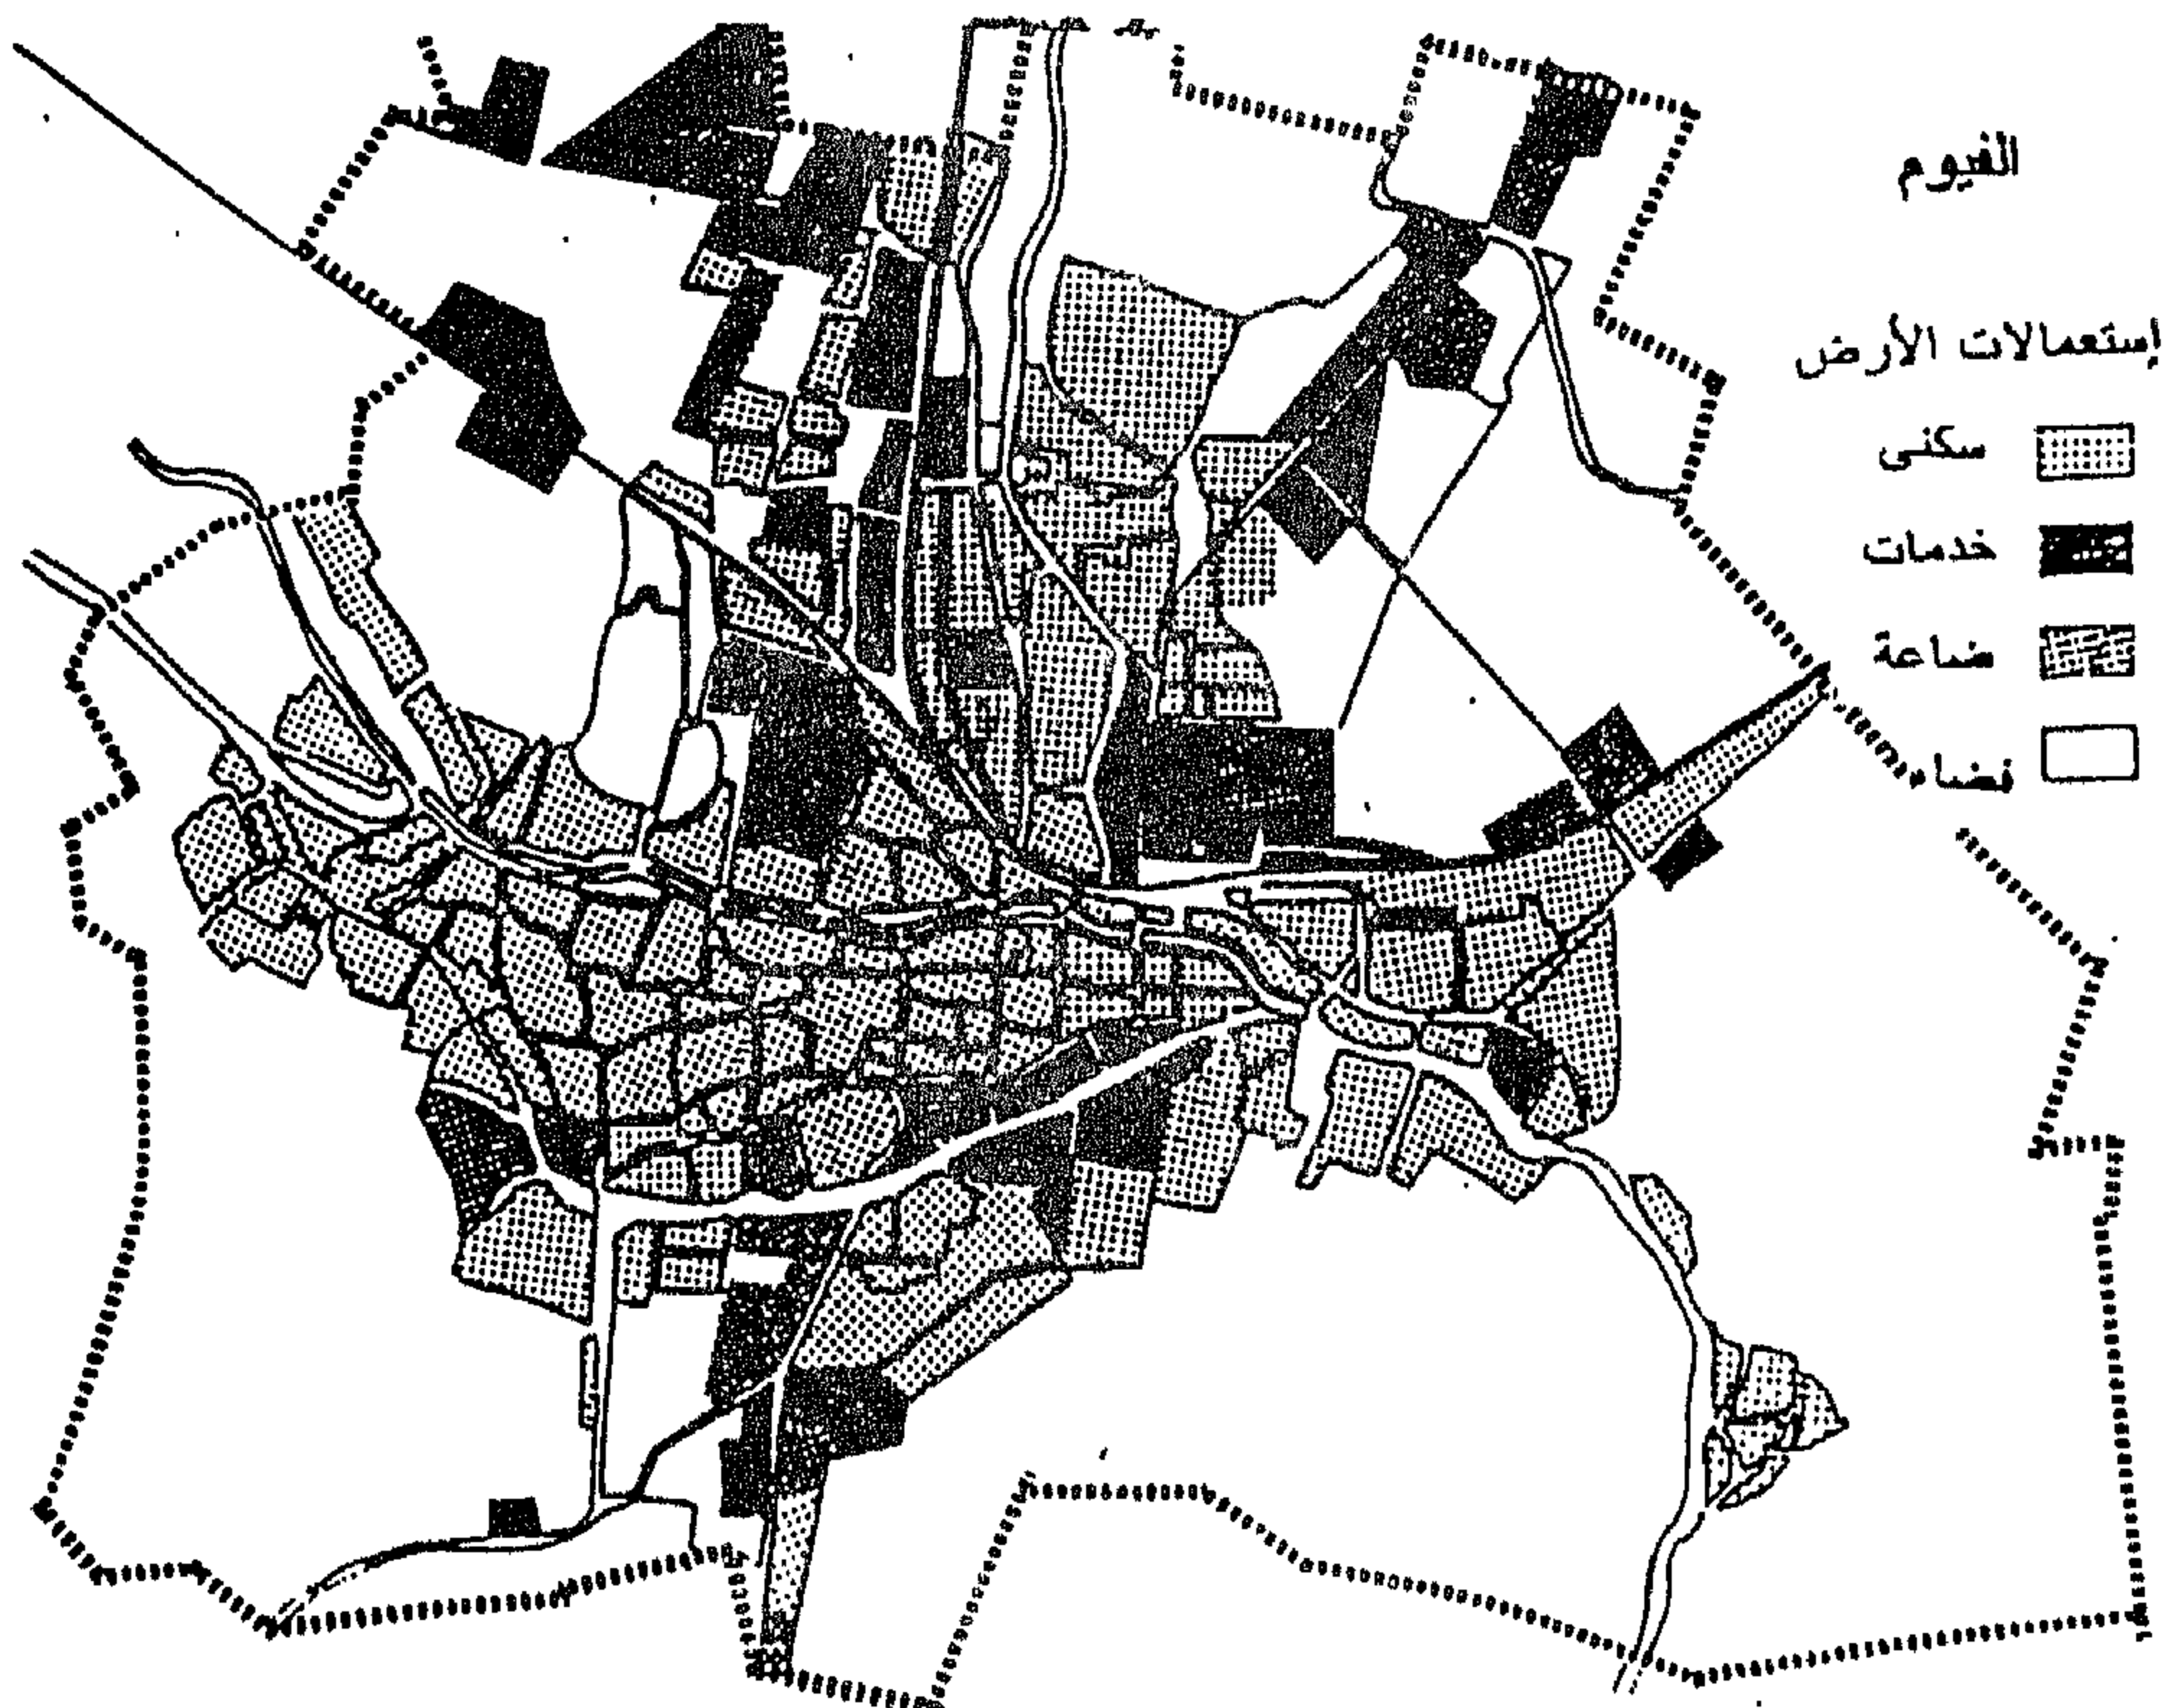 الفيوم
إستعمالات الأرض
سكنى
خدمات
صناعة
فضاء